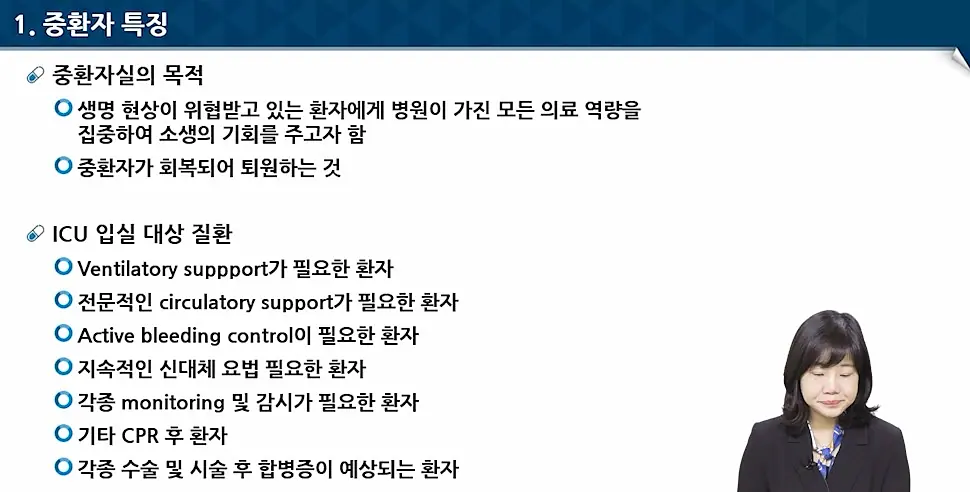 1. 중환자 특징
중환자실의 목적
생명 현상이 위협받고 있는 환자에게 병원이 가진 모든 의료 역량을
집중하여 소생의 기회를 주고자 함
중환자가 회복되어 퇴원하는 것
ICU 입실 대상 질환
Ventilatory suppport가 필요한 환자
전문적인 circulatory support가 필요한 환자
Active bleeding control이 필요한 환자
지속적인 신대체 요법 필요한 환자
각종 monitoring 및 감시가 필요한 환자
기타 CPR 후 환자
각종 수술 및 시술 후 합병증이 예상되는 환자